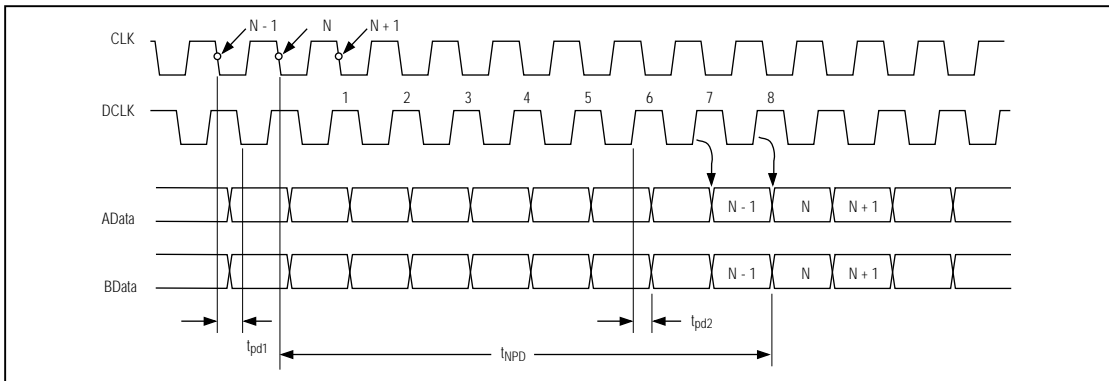 N - 1 N N + 1
CLK
1 2 3 4 5 6 7 8
DCLK
AData
N - 1 N N + 1
BData
N - 1 N N + 1
tpd1
tpd2
tNPD